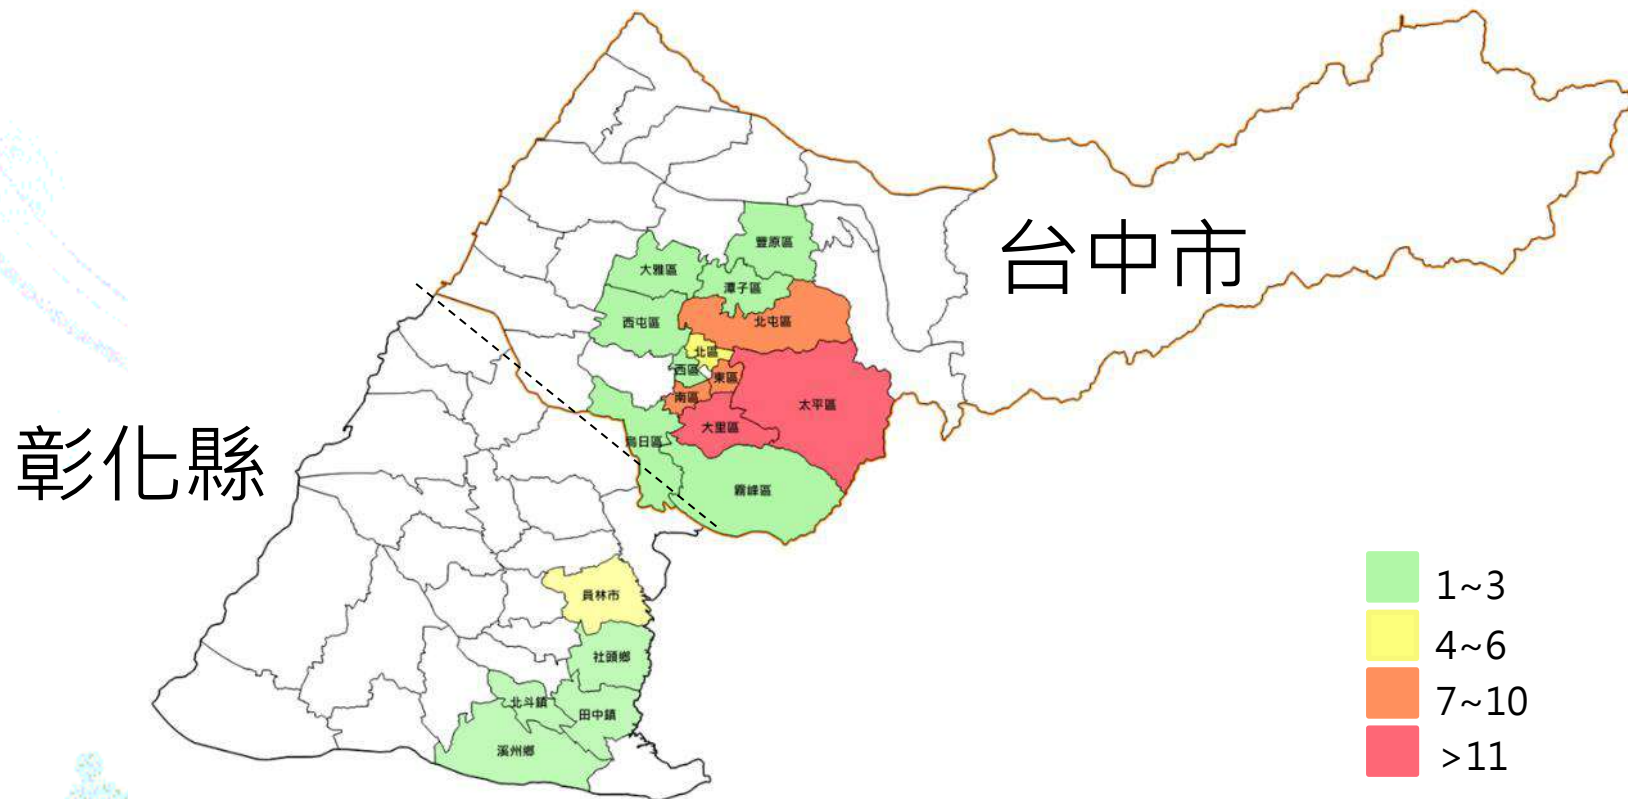 台中市
豐原區
大雅區
潭子區
西屯區
北屯區
北區
西區
東區
南區
太平區
大里區
烏日區
霧峰區
彰化縣
員林市
社頭鄉
北斗鎮
田中鎮
溪州鄉
1~3
4~6
7~10
>11